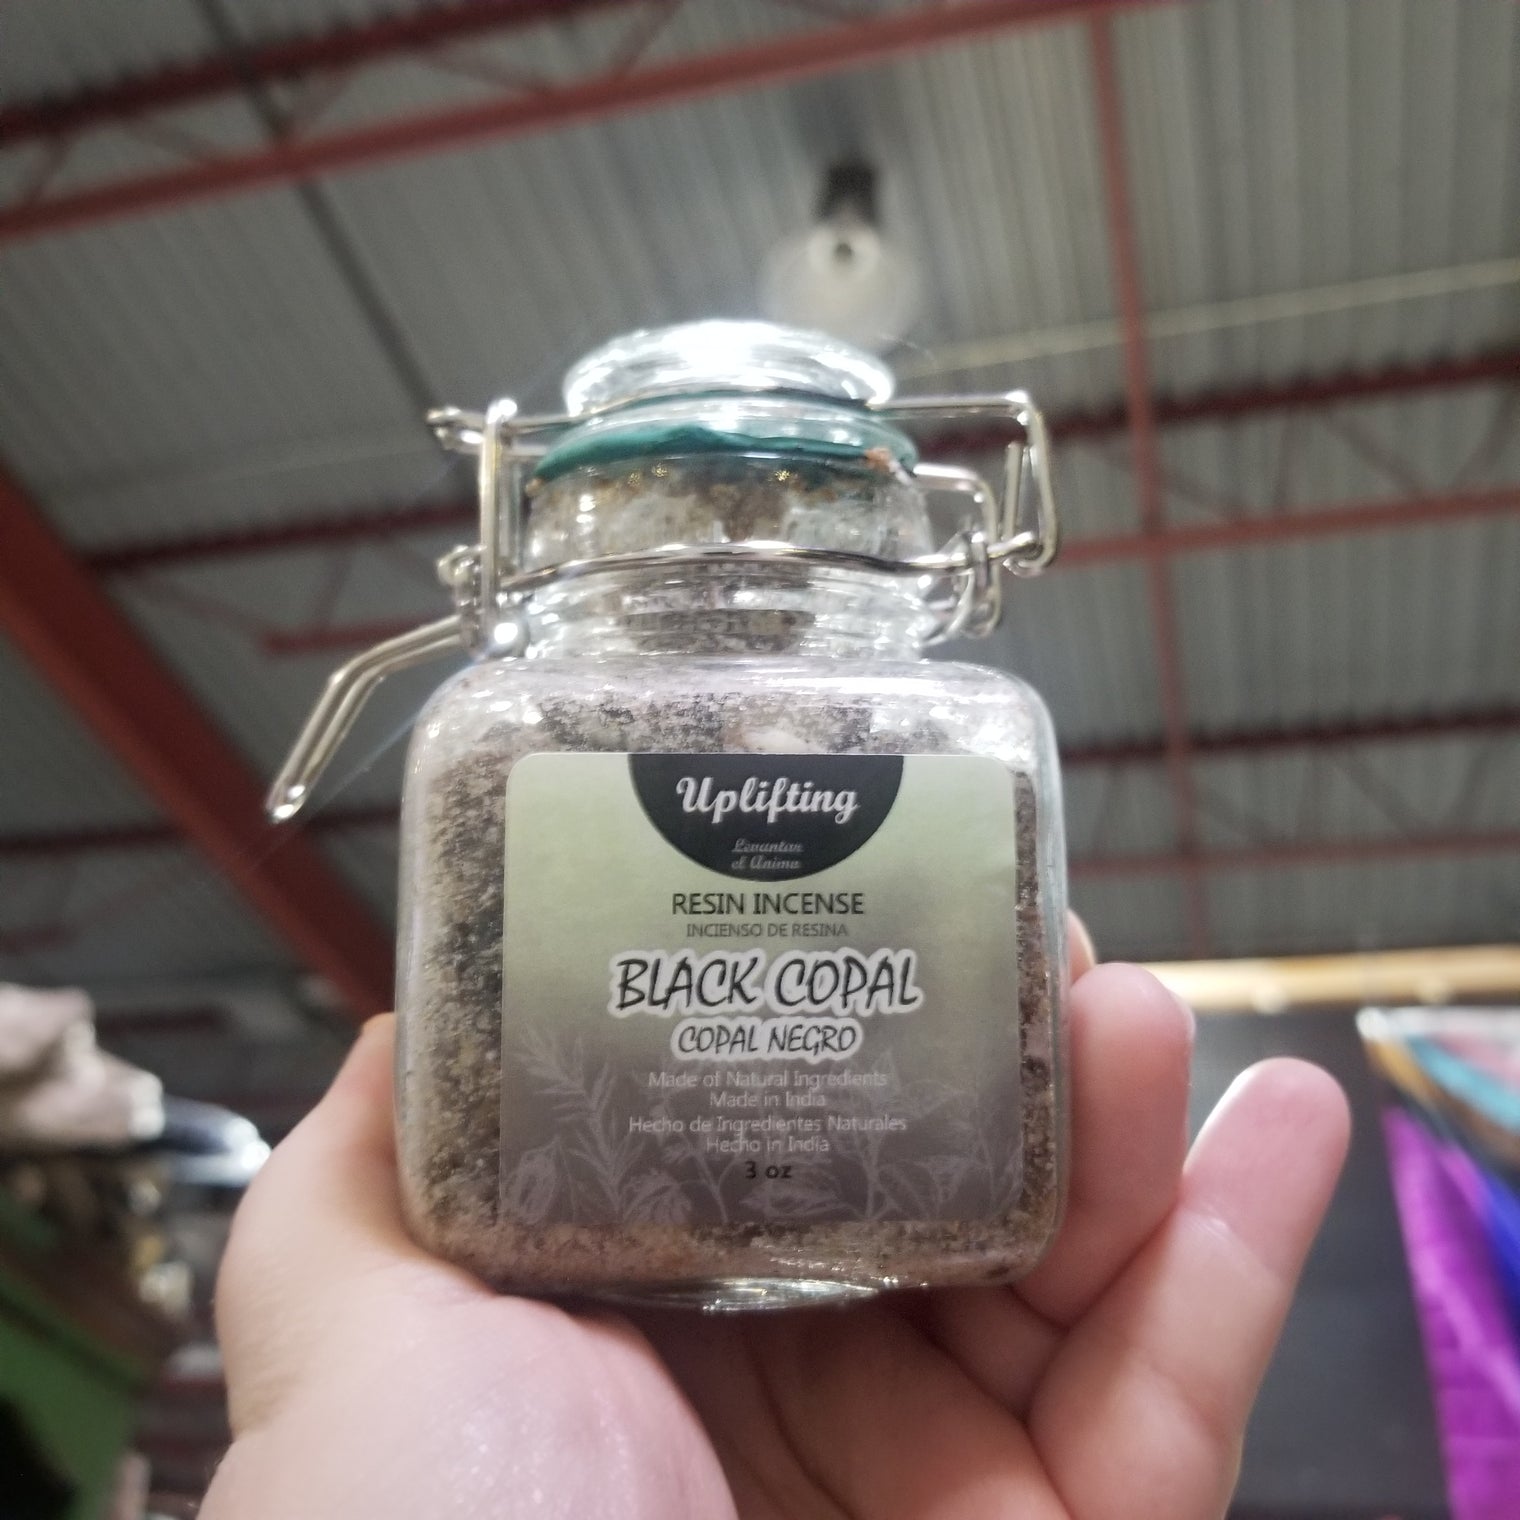 Uplifting
Levantar
el Anima
RESIN INCENSE
INCIENSO DE RESINA
BLACK COPAL
COPAL NEGRO
Made of Natural Ingredients
Made in India
Hecho de Ingredientes Naturales
Hecho in India
3 oz